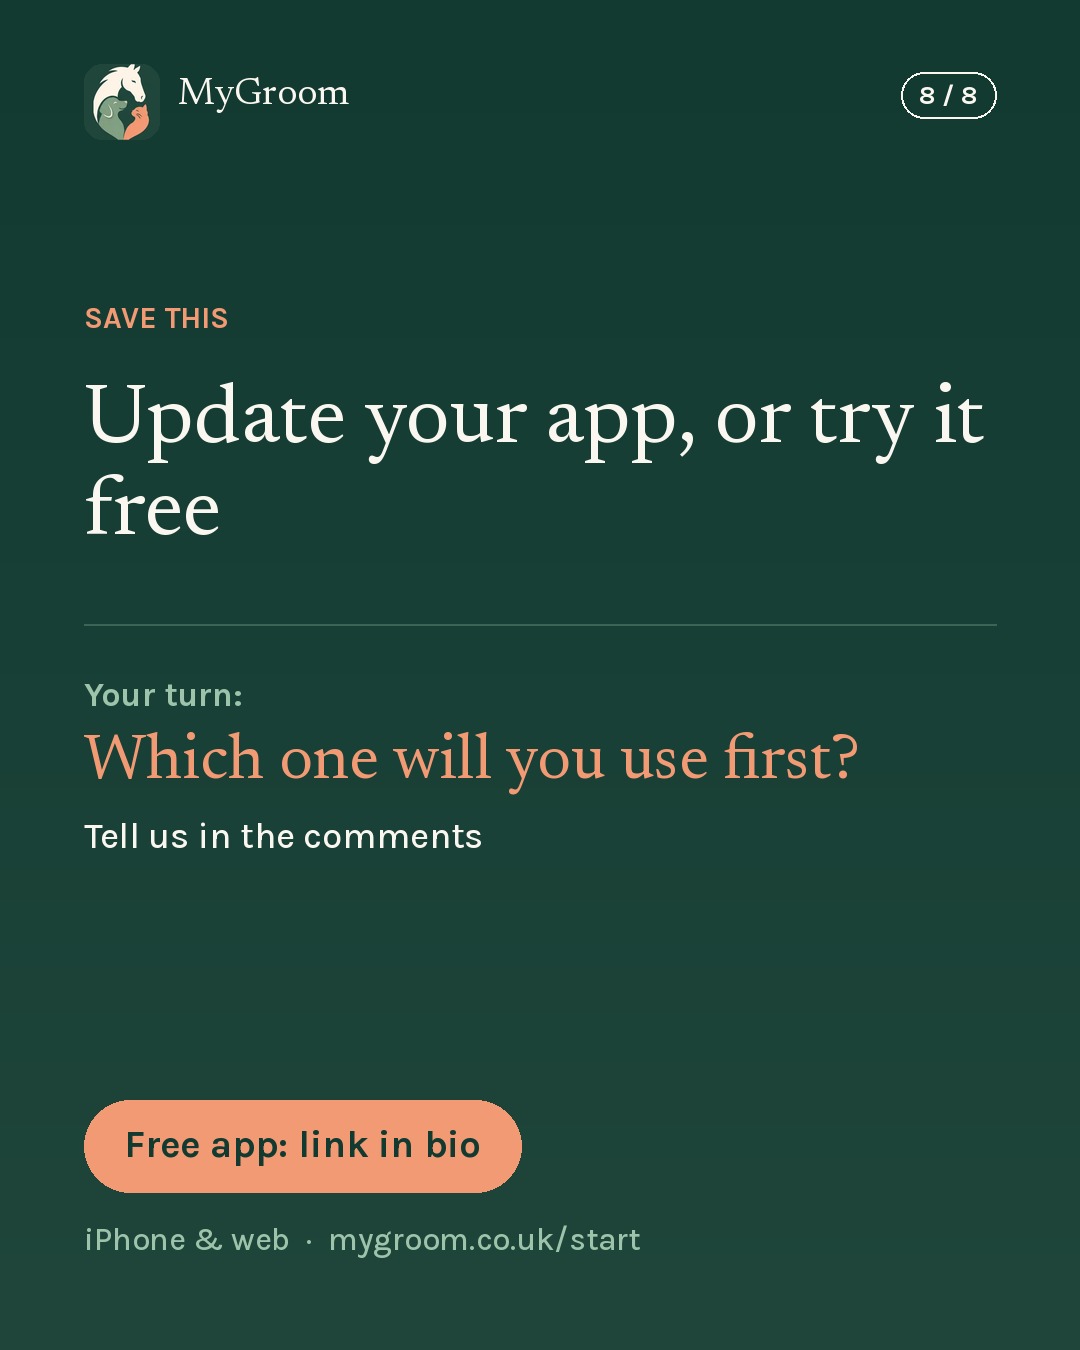 MyGroom
8 / 8
SAVE THIS
Update your app, or try it
free
Your turn:
Which one will you use first?
Tell us in the comments
Free app: link in bio
iPhone & web · mygroom.co.uk/start